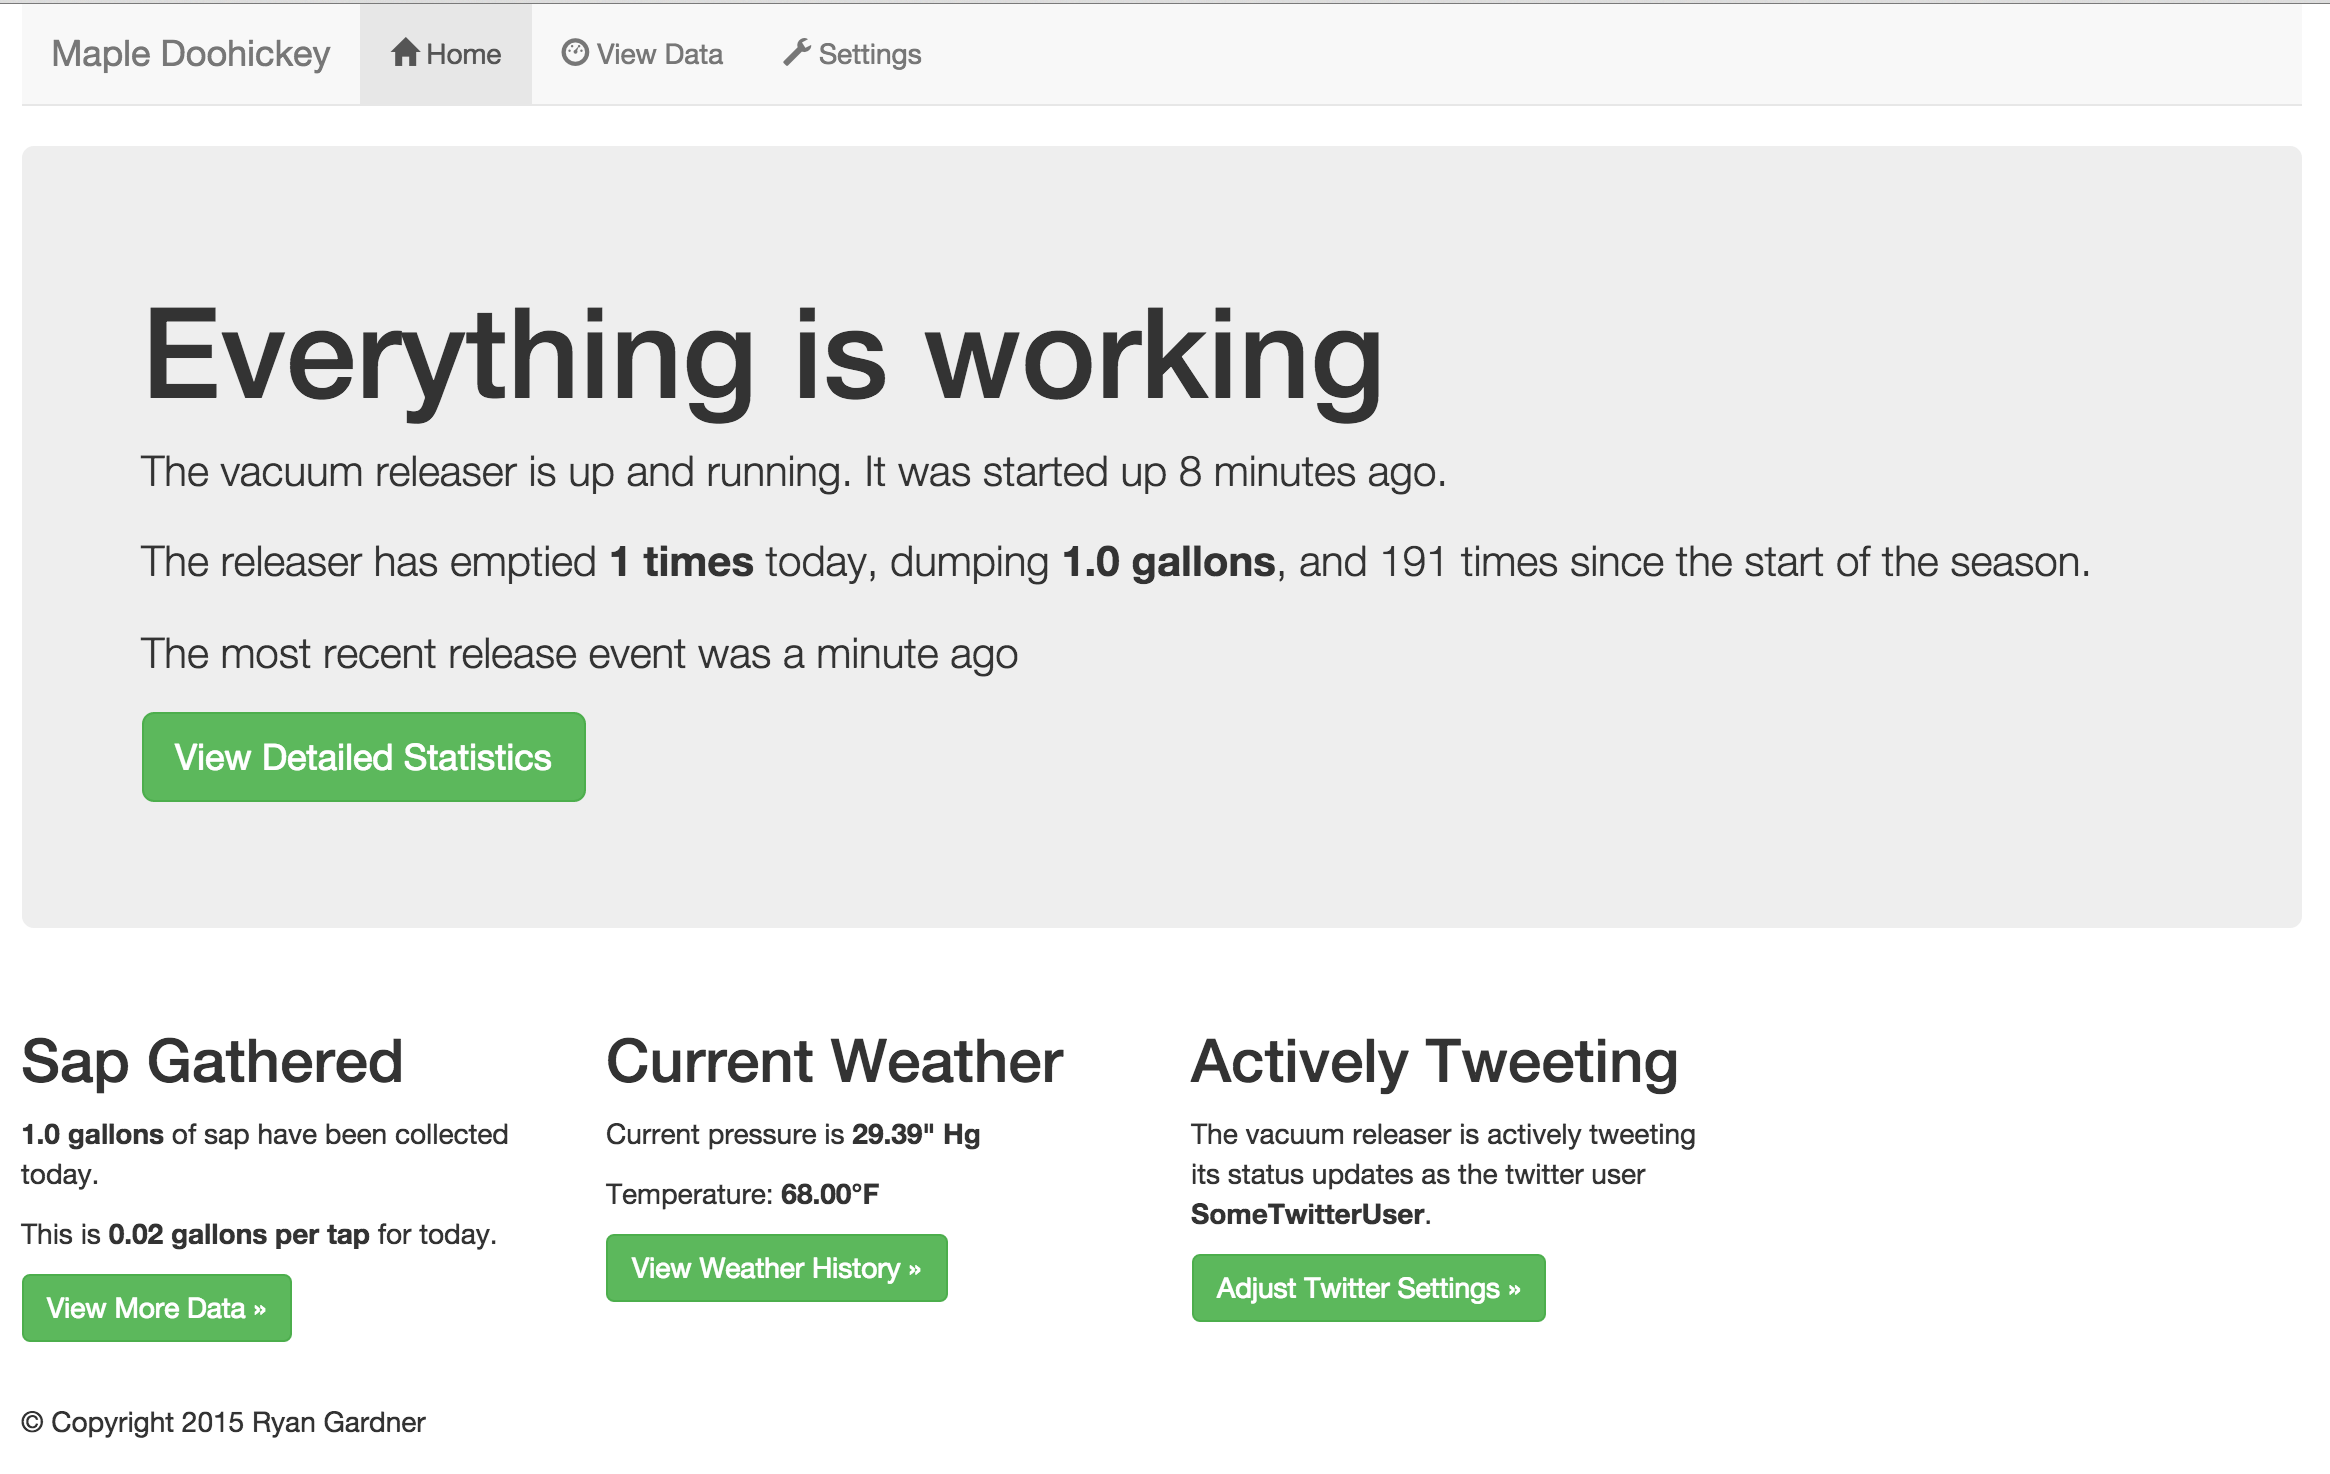 Maple Doohickey Home View Data Settings
Everything is working
The vacuum releaser is up and running. It was started up 8 minutes ago.
The releaser has emptied 1 times today, dumping 1.0 gallons, and 191 times since the start of the season.
The most recent release event was a minute ago
View Detailed Statistics
Sap Gathered
1.0 gallons of sap have been collected
today.
This is 0.02 gallons per tap for today.
View More Data »
Current Weather
Current pressure is 29.39" Hg
Temperature: 68.00°F
View Weather History »
Actively Tweeting
The vacuum releaser is actively tweeting
its status updates as the twitter user
SomeTwitterUser.
Adjust Twitter Settings »
© Copyright 2015 Ryan Gardner